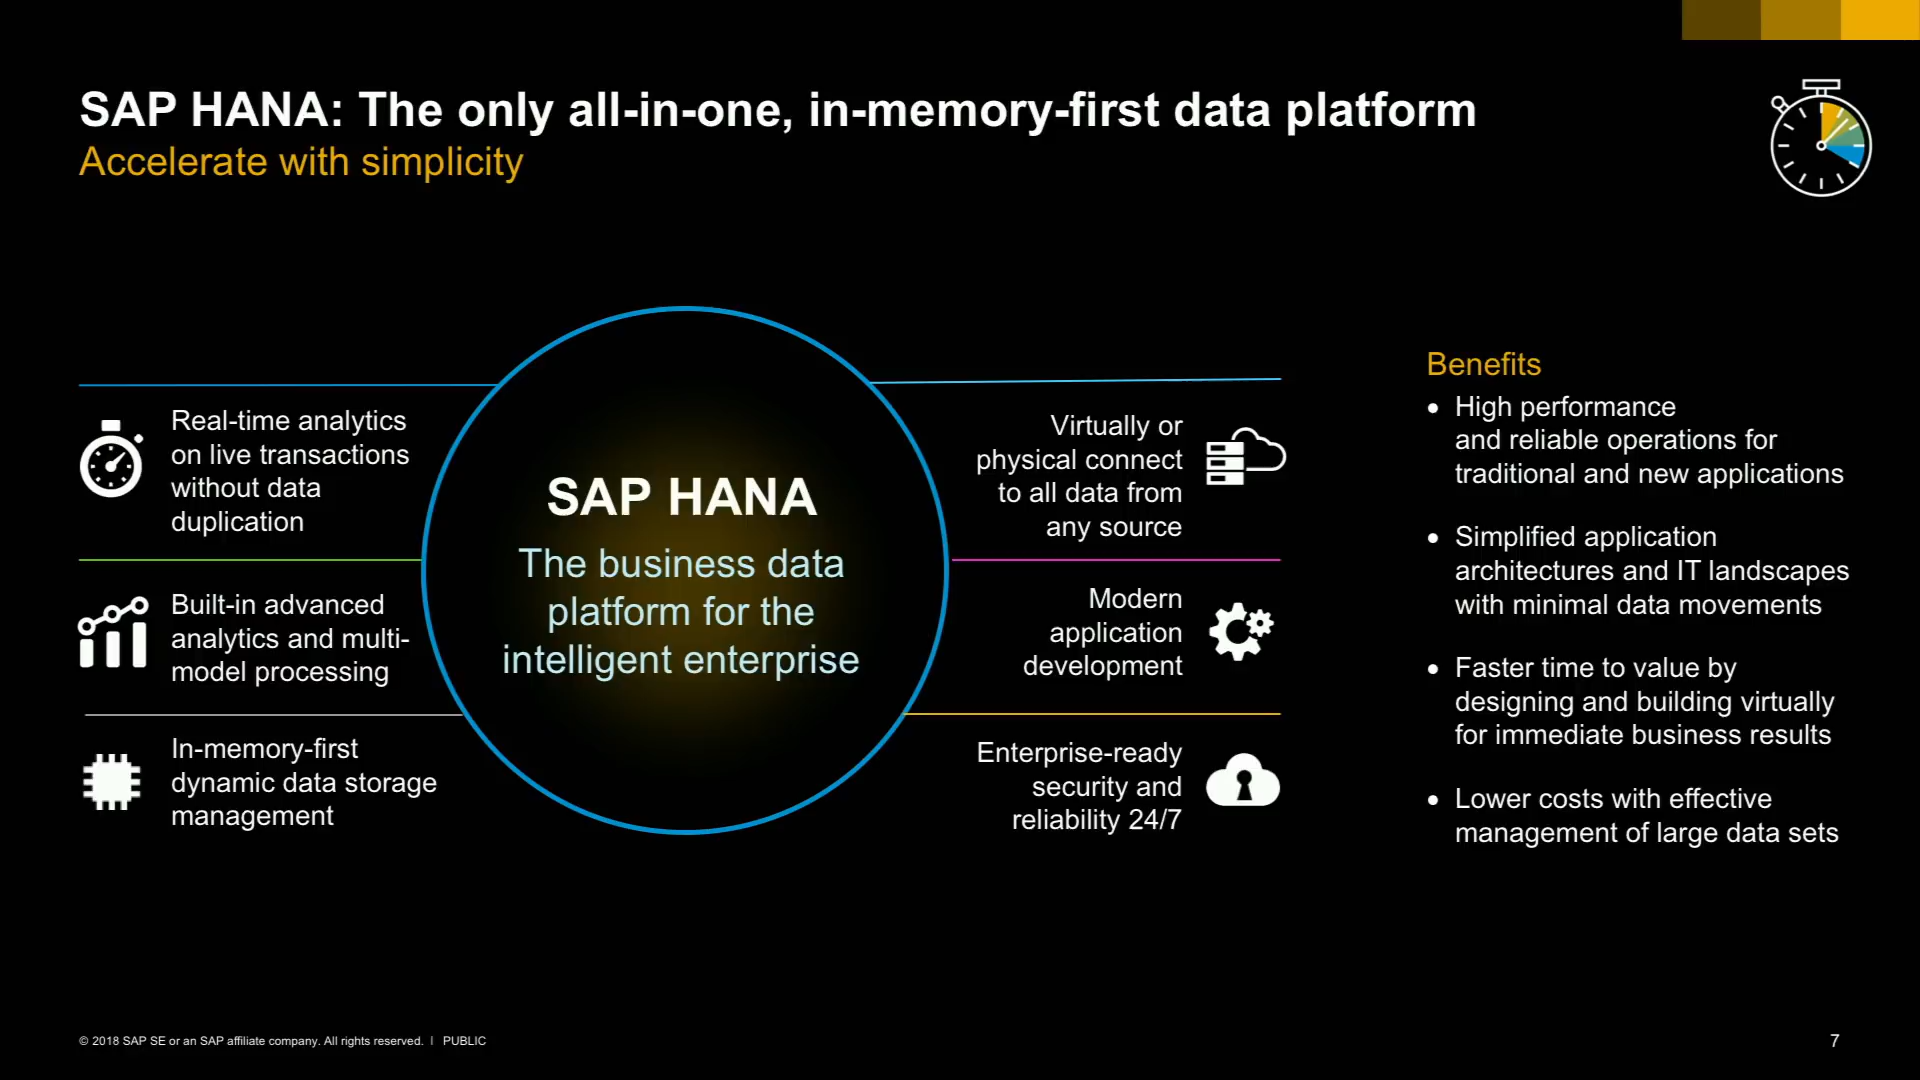 SAP HANA: The only all-in-one, in-memory-first data platform
Accelerate with simplicity
Real-time analytics
on live transactions
without data
duplication
Built-in advanced
analytics and multi-
model processing
In-memory-first
dynamic data storage
management
SAP HANA
The business data
platform for the
intelligent enterprise
Virtually or
physical connect
to all data from
any source
Modern
application
development
Enterprise-ready
security and
reliability 24/7
Benefits
• High performance
and reliable operations for
traditional and new applications
• Simplified application
architectures and IT landscapes
with minimal data movements
• Faster time to value by
designing and building virtually
for immediate business results
• Lower costs with effective
management of large data sets
© 2018 SAP SE or an SAP affiliate company. All rights reserved. | PUBLIC
7